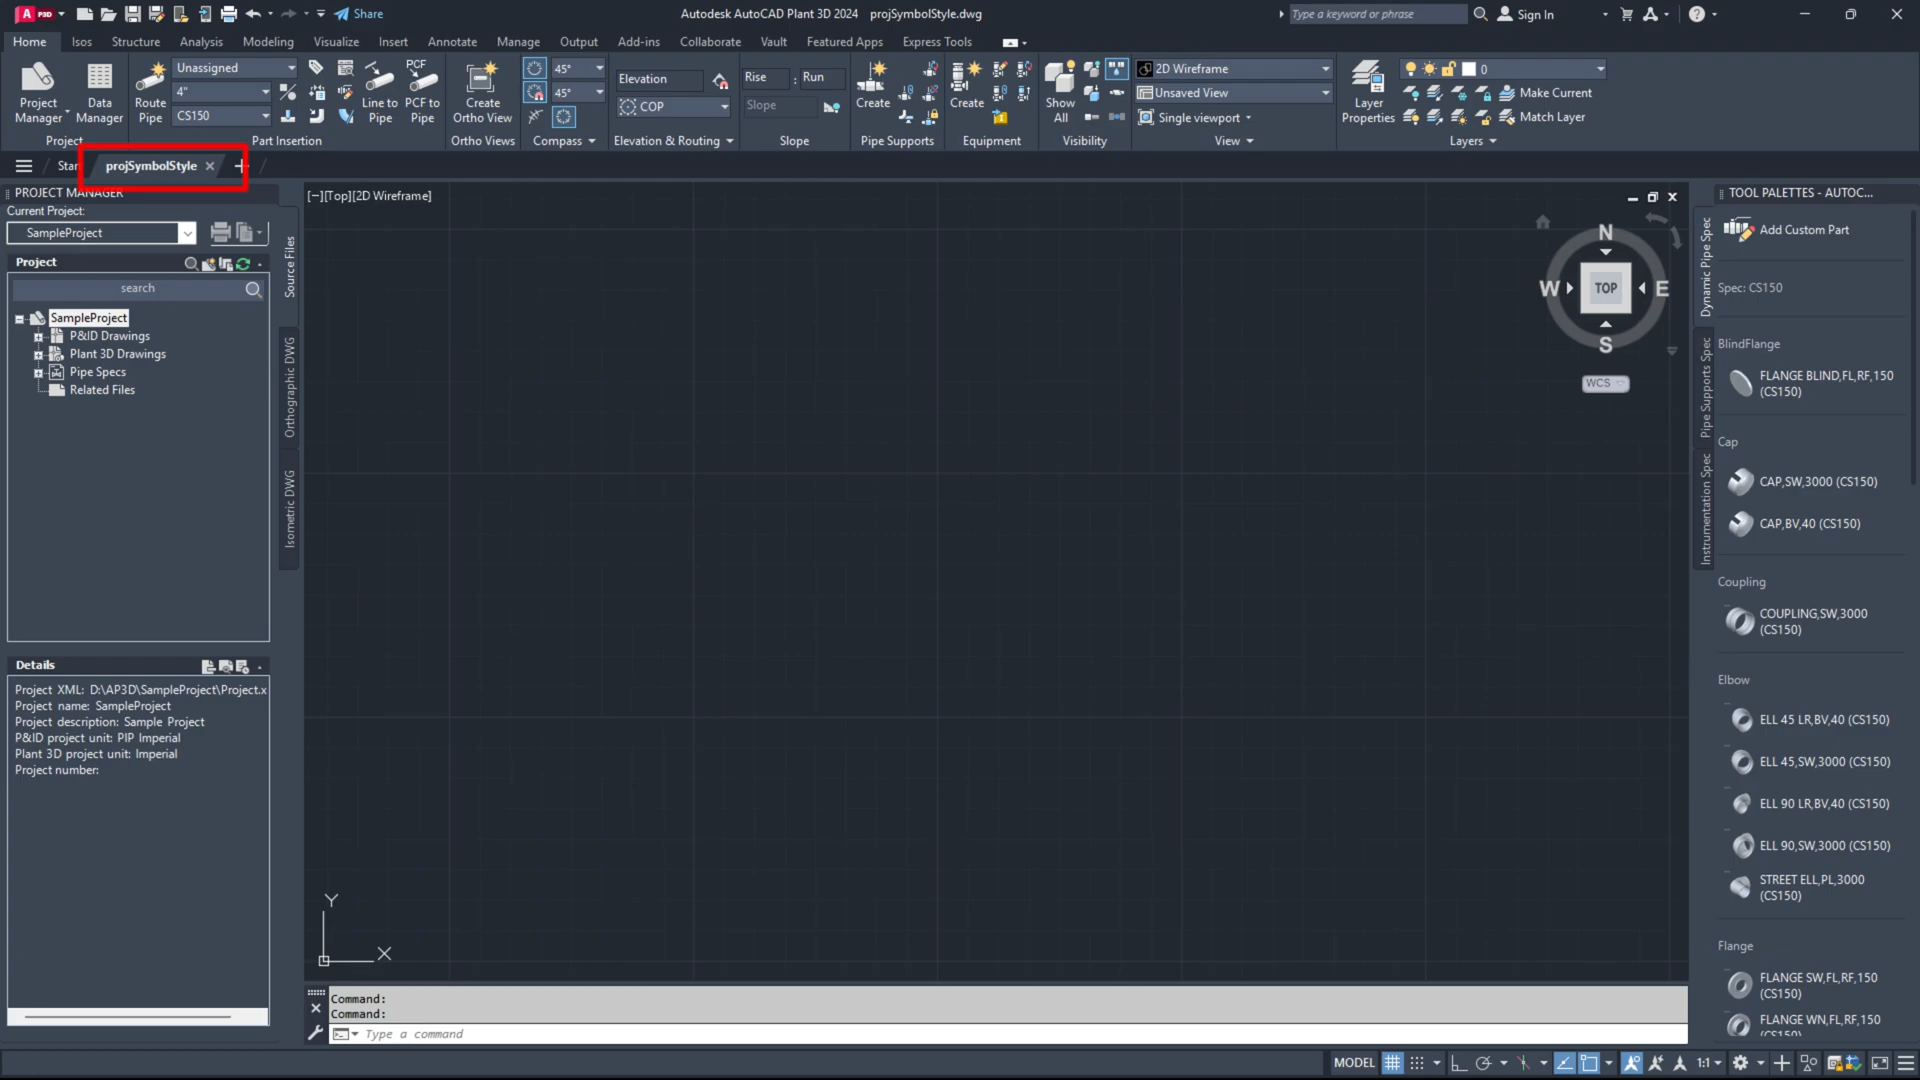 A P3D
Share
Autodesk AutoCAD Plant 3D 2024 projSymbolStyle.dwg
Type a keyword or phrase
Sign In
Home Isos Structure Analysis Modeling Visualize Insert Annotate Manage Output Add-ins Collaborate Vault Featured Apps Express Tools
Project Manager
Data Manager
Project
Route Pipe
Unassigned
4"
CS150
Line to Pipe
PCF
PCF to Pipe
Part Insertion
Create Ortho View
Ortho Views
45°
45°
Compass
Elevation
COP
Elevation & Routing
Rise : Run
Slope
Slope
Create
Pipe Supports
Create
Equipment
Show All
Visibility
2D Wireframe
Unsaved View
Single viewport
View
Layer Properties
0
Make Current
Match Layer
Layers
Star projSymbolStyle
PROJECT MANAGER
Current Project:
SampleProject
Project
search
SampleProject
P&ID Drawings
Plant 3D Drawings
Pipe Specs
Related Files
Source Files
Orthographic DWG
Isometric DWG
Details
Project XML: D:\AP3D\SampleProject\Project.x
Project name: SampleProject
Project description: Sample Project
P&ID project unit: PIP Imperial
Plant 3D project unit: Imperial
Project number:
[−][Top][2D Wireframe]
N
W TOP E
S
WCS
Y
X
Command:
Command:
Type a command
TOOL PALETTES - AUTOC...
Dynamic Pipe Spec
Pipe Supports Spec
Instrumentation Spec
Add Custom Part
Spec: CS150
BlindFlange
FLANGE BLIND,FL,RF,150
(CS150)
Cap
CAP,SW,3000 (CS150)
CAP,BV,40 (CS150)
Coupling
COUPLING,SW,3000
(CS150)
Elbow
ELL 45 LR,BV,40 (CS150)
ELL 45,SW,3000 (CS150)
ELL 90 LR,BV,40 (CS150)
ELL 90,SW,3000 (CS150)
STREET ELL,PL,3000
(CS150)
Flange
FLANGE SW,FL,RF,150
(CS150)
FLANGE WN,FL,RF,150
(CS150)
MODEL 1:1